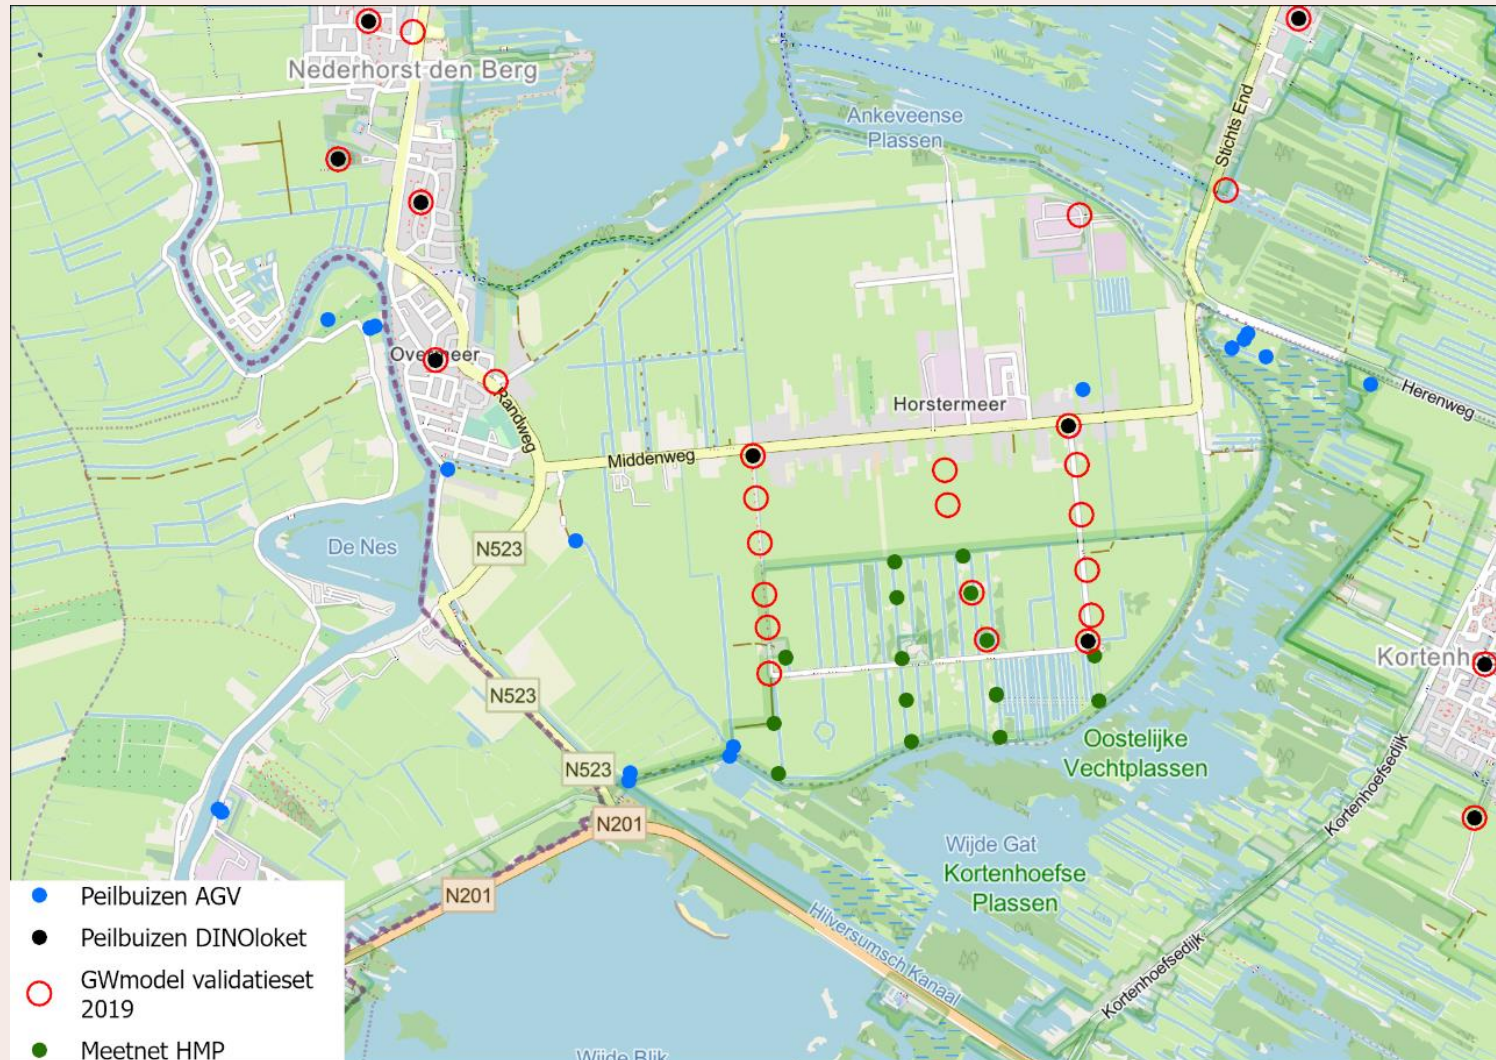 Nederhorst den Berg
Ankeveense
Plassen
Stichts End
Overmeer
Randweg
Horstermeer
Herenweg
Middenweg
De Nes
N523
Kortenh
N523
Oostelijke
Vechtplassen
N523
Kortenhoefsedijk
N201
Wijde Gat
Kortenhoefse
Plassen
N201
Hilversumsch Kanaal
Kortenhoefsedijk
Wijde Blik
Peilbuizen AGV
Peilbuizen DINOloket
GWmodel validatieset
2019
Meetnet HMP